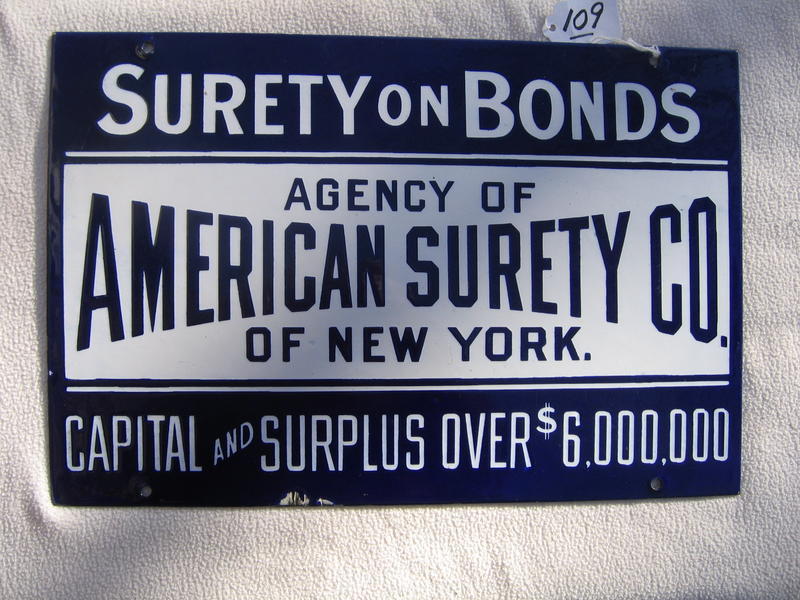 109
SURETY ON BONDS
AGENCY OF
AMERICAN SURETY CO.
OF NEW YORK.
CAPITAL AND SURPLUS OVER $6,000,000